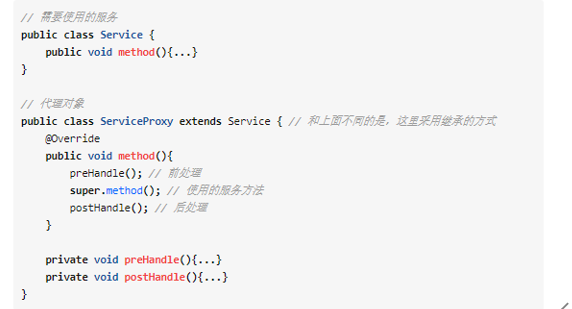 // 需要使用的服务
public class Service {
    public void method(){...}
}

// 代理对象
public class ServiceProxy extends Service { // 和上面不同的是，这里采用继承的方式
    @Override
    public void method(){
        preHandle(); // 前处理
        super.method(); // 使用的服务方法
        postHandle(); // 后处理
    }

    private void preHandle(){...}
    private void postHandle(){...}
}